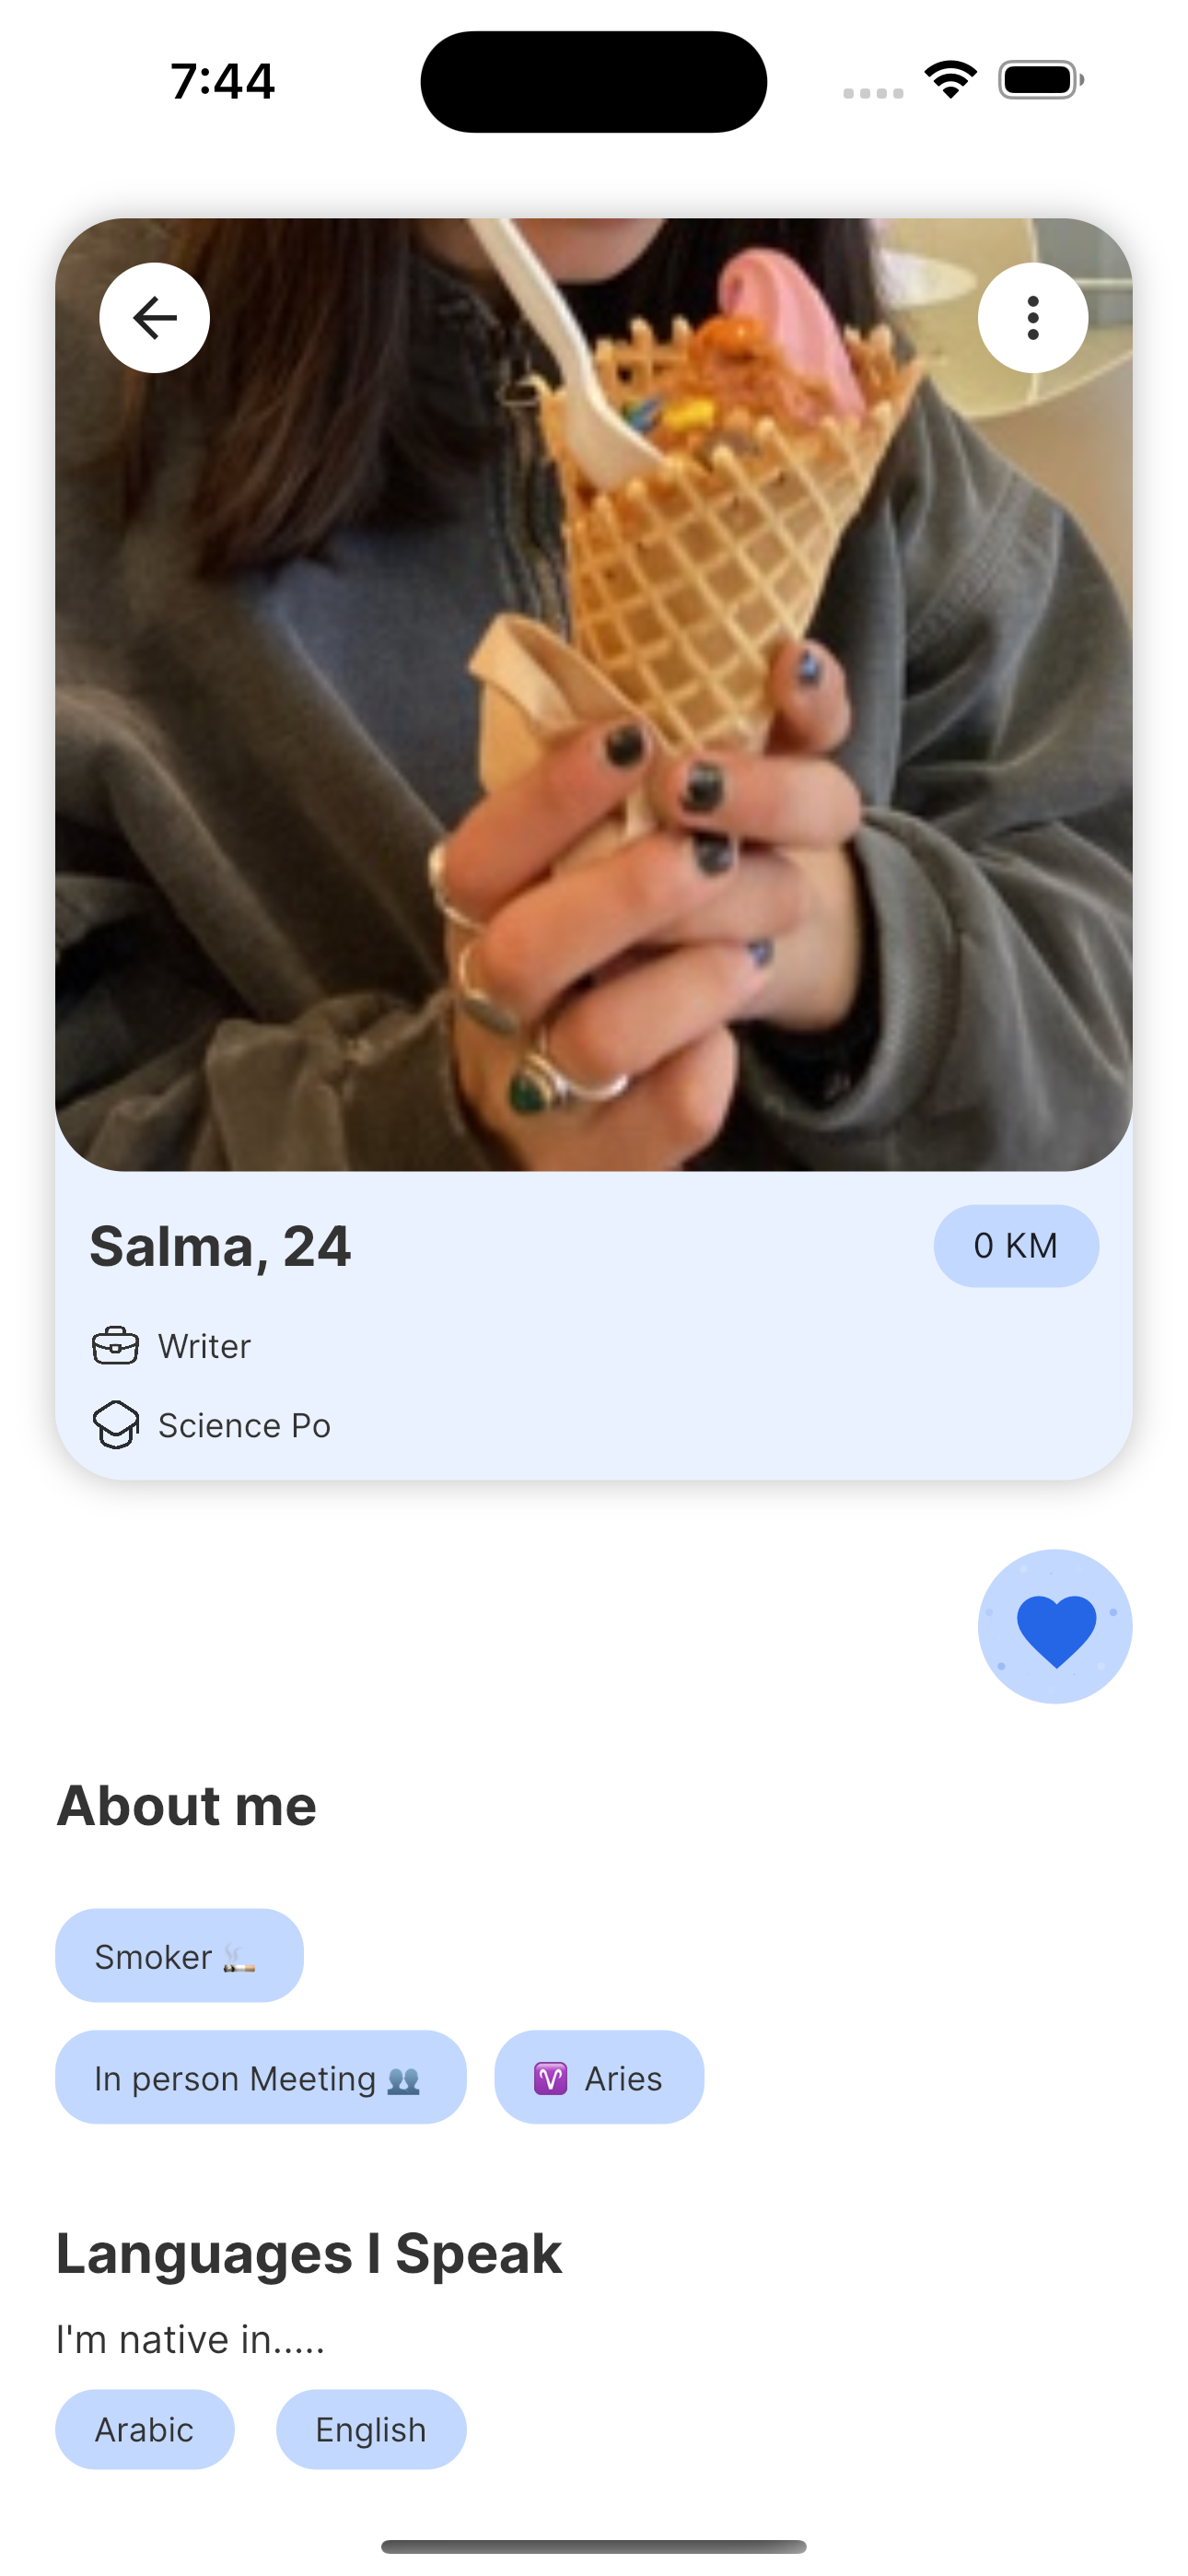 7:44
Salma, 24
0 KM
Writer
Science Po
About me
Smoker 🚬
In person Meeting 👥
♈ Aries
Languages I Speak
I'm native in.....
Arabic
English